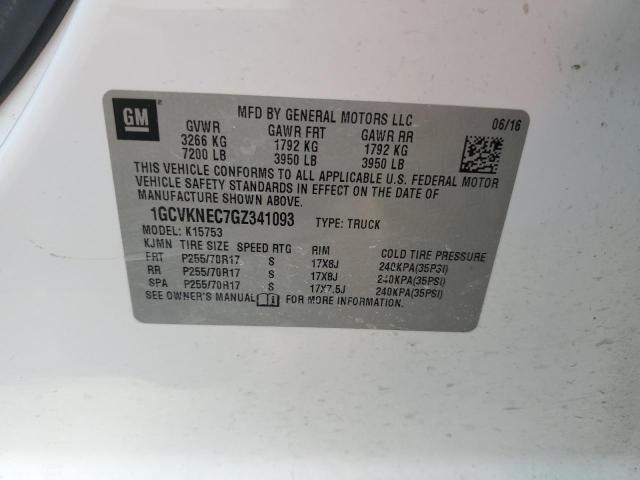 GM
MFD BY GENERAL MOTORS LLC 06/16
GVWR GAWR FRT GAWR RR
3266 KG 1792 KG 1792 KG
7200 LB 3950 LB 3950 LB
THIS VEHICLE CONFORMS TO ALL APPLICABLE U.S. FEDERAL MOTOR
VEHICLE SAFETY STANDARDS IN EFFECT ON THE DATE OF
MANUFACTURE SHOWN ABOVE.
1GCVKNEC7GZ341093 TYPE: TRUCK
MODEL: K15753
KJMN TIRE SIZE SPEED RTG RIM COLD TIRE PRESSURE
FRT P255/70R17 S 17X8J 240KPA(35PSI)
RR P255/70R17 S 17X8J 240KPA(35PSI)
SPA P255/70R17 S 17X7.5J 240KPA(35PSI)
SEE OWNER'S MANUAL FOR MORE INFORMATION.